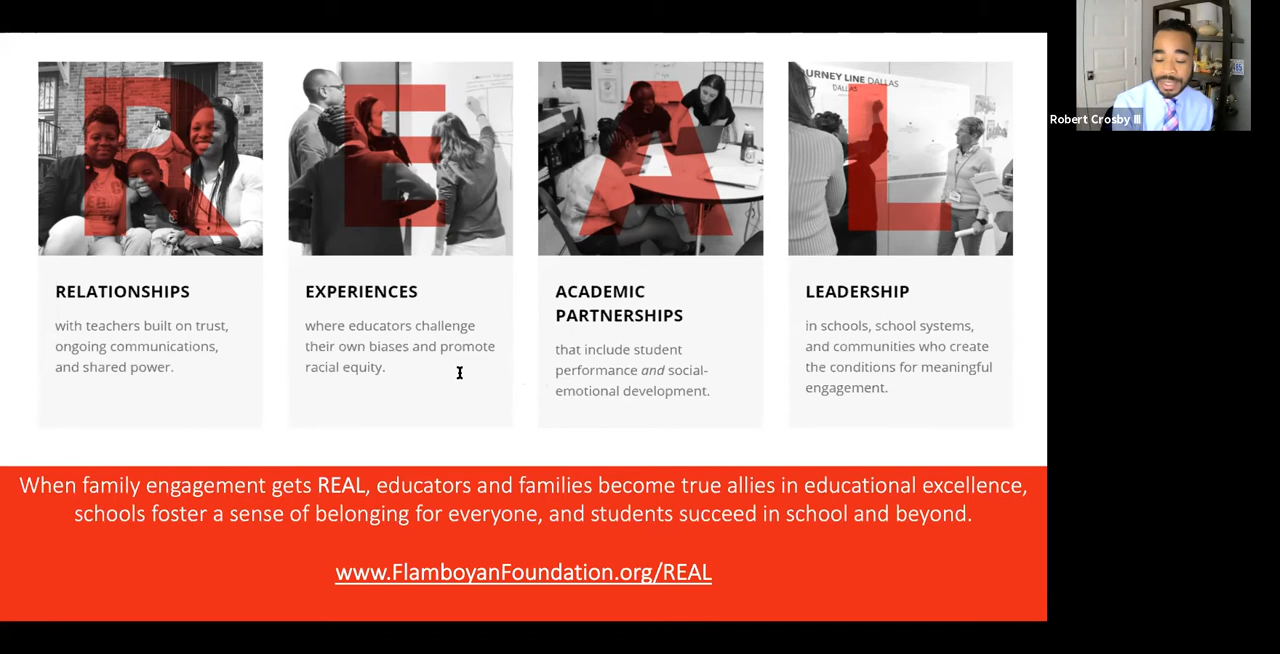 R E A L
URNEY LINE DALLAS
DALLAS
Robert Crosby III
RELATIONSHIPS
with teachers built on trust,
ongoing communications,
and shared power.
EXPERIENCES
where educators challenge
their own biases and promote
racial equity.
ACADEMIC
PARTNERSHIPS
that include student
performance and social-
emotional development.
LEADERSHIP
in schools, school systems,
and communities who create
the conditions for meaningful
engagement.
When family engagement gets REAL, educators and families become true allies in educational excellence,
schools foster a sense of belonging for everyone, and students succeed in school and beyond.
www.FlamboyanFoundation.org/REAL